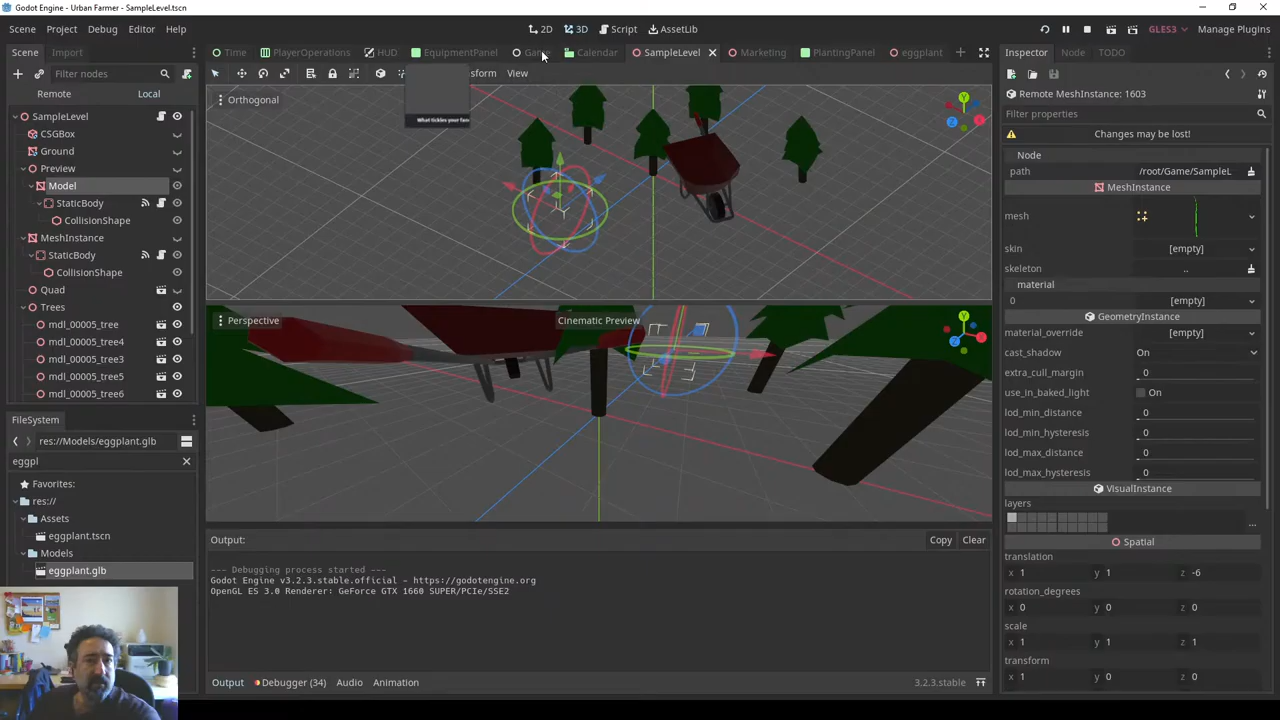 Godot Engine - Urban Farmer - SampleLevel.tscn
Scene Project Debug Editor Help
2D 3D Script AssetLib
GLES3 Manage Plugins
Scene Import
Time PlayerOperations HUD EquipmentPanel Game Calendar SampleLevel Marketing PlantingPanel eggplant
Inspector Node TODO
Filter nodes
Remote Local
SampleLevel
CSGBox
Ground
Preview
Model
StaticBody
CollisionShape
MeshInstance
StaticBody
CollisionShape
Quad
Trees
mdl_00005_tree
mdl_00005_tree4
mdl_00005_tree3
mdl_00005_tree5
mdl_00005_tree6
FileSystem
res://Models/eggplant.glb
eggpl
Favorites:
res://
Assets
eggplant.tscn
Models
eggplant.glb
View
Orthogonal
What tickles your
Perspective
Cinematic Preview
Output:
Copy Clear
--- Debugging process started ---
Godot Engine v3.2.3.stable.official - https://godotengine.org
OpenGL ES 3.0 Renderer: GeForce GTX 1660 SUPER/PCIe/SSE2
Output Debugger (34) Audio Animation
3.2.3.stable
Remote MeshInstance: 1603
Filter properties
Changes may be lost!
Node
path /root/Game/SampleL
MeshInstance
mesh
skin [empty]
skeleton ..
material
0 [empty]
GeometryInstance
material_override [empty]
cast_shadow On
extra_cull_margin 0
use_in_baked_light On
lod_min_distance 0
lod_min_hysteresis 0
lod_max_distance 0
lod_max_hysteresis 0
VisualInstance
layers
...
Spatial
translation
x 1 y 1 z -6
rotation_degrees
x 0 y 0 z 0
scale
x 1 y 1 z 1
transform
x 1 y 0 z 0